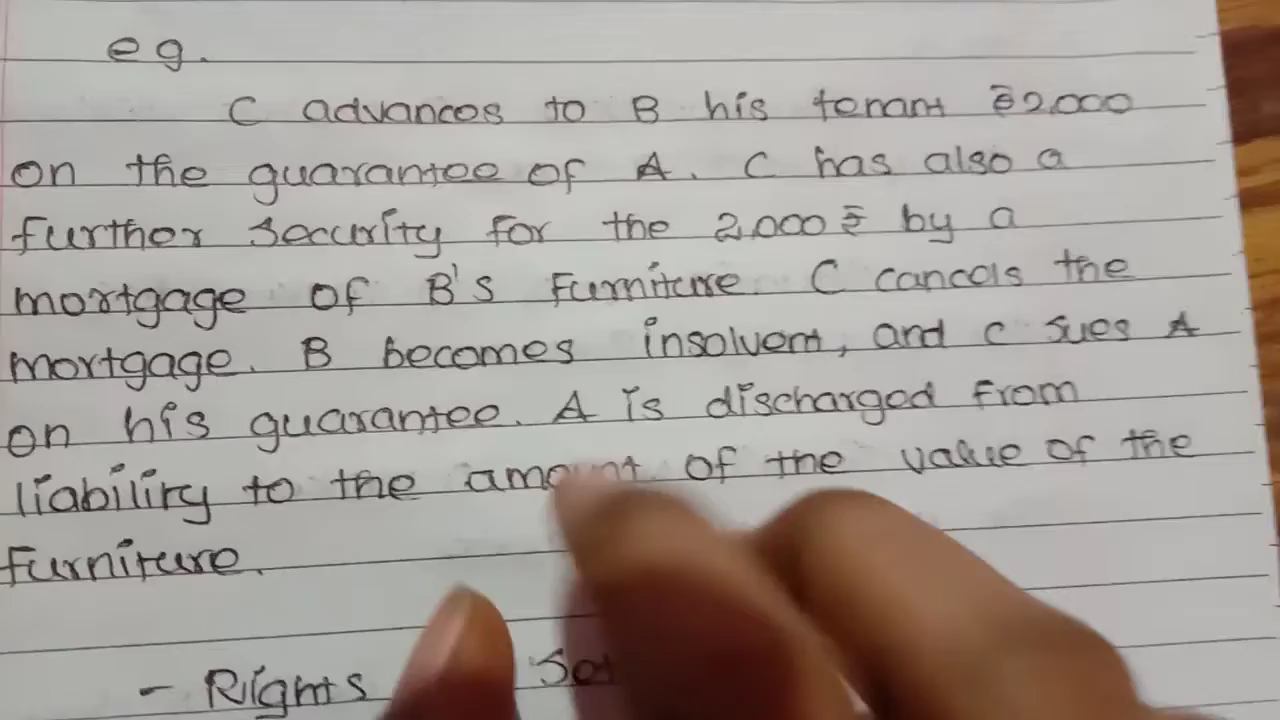 eg.
C advances to B his tenant ₹2.000
on the guarantee of A. C has also a
further security for the 2.000 ₹ by a
mortgage of B's furniture. C cancels the
mortgage. B becomes insolvent, and C sues A
on his guarantee. A is discharged from
liability to the amount of the value of the
furniture.
- Rights